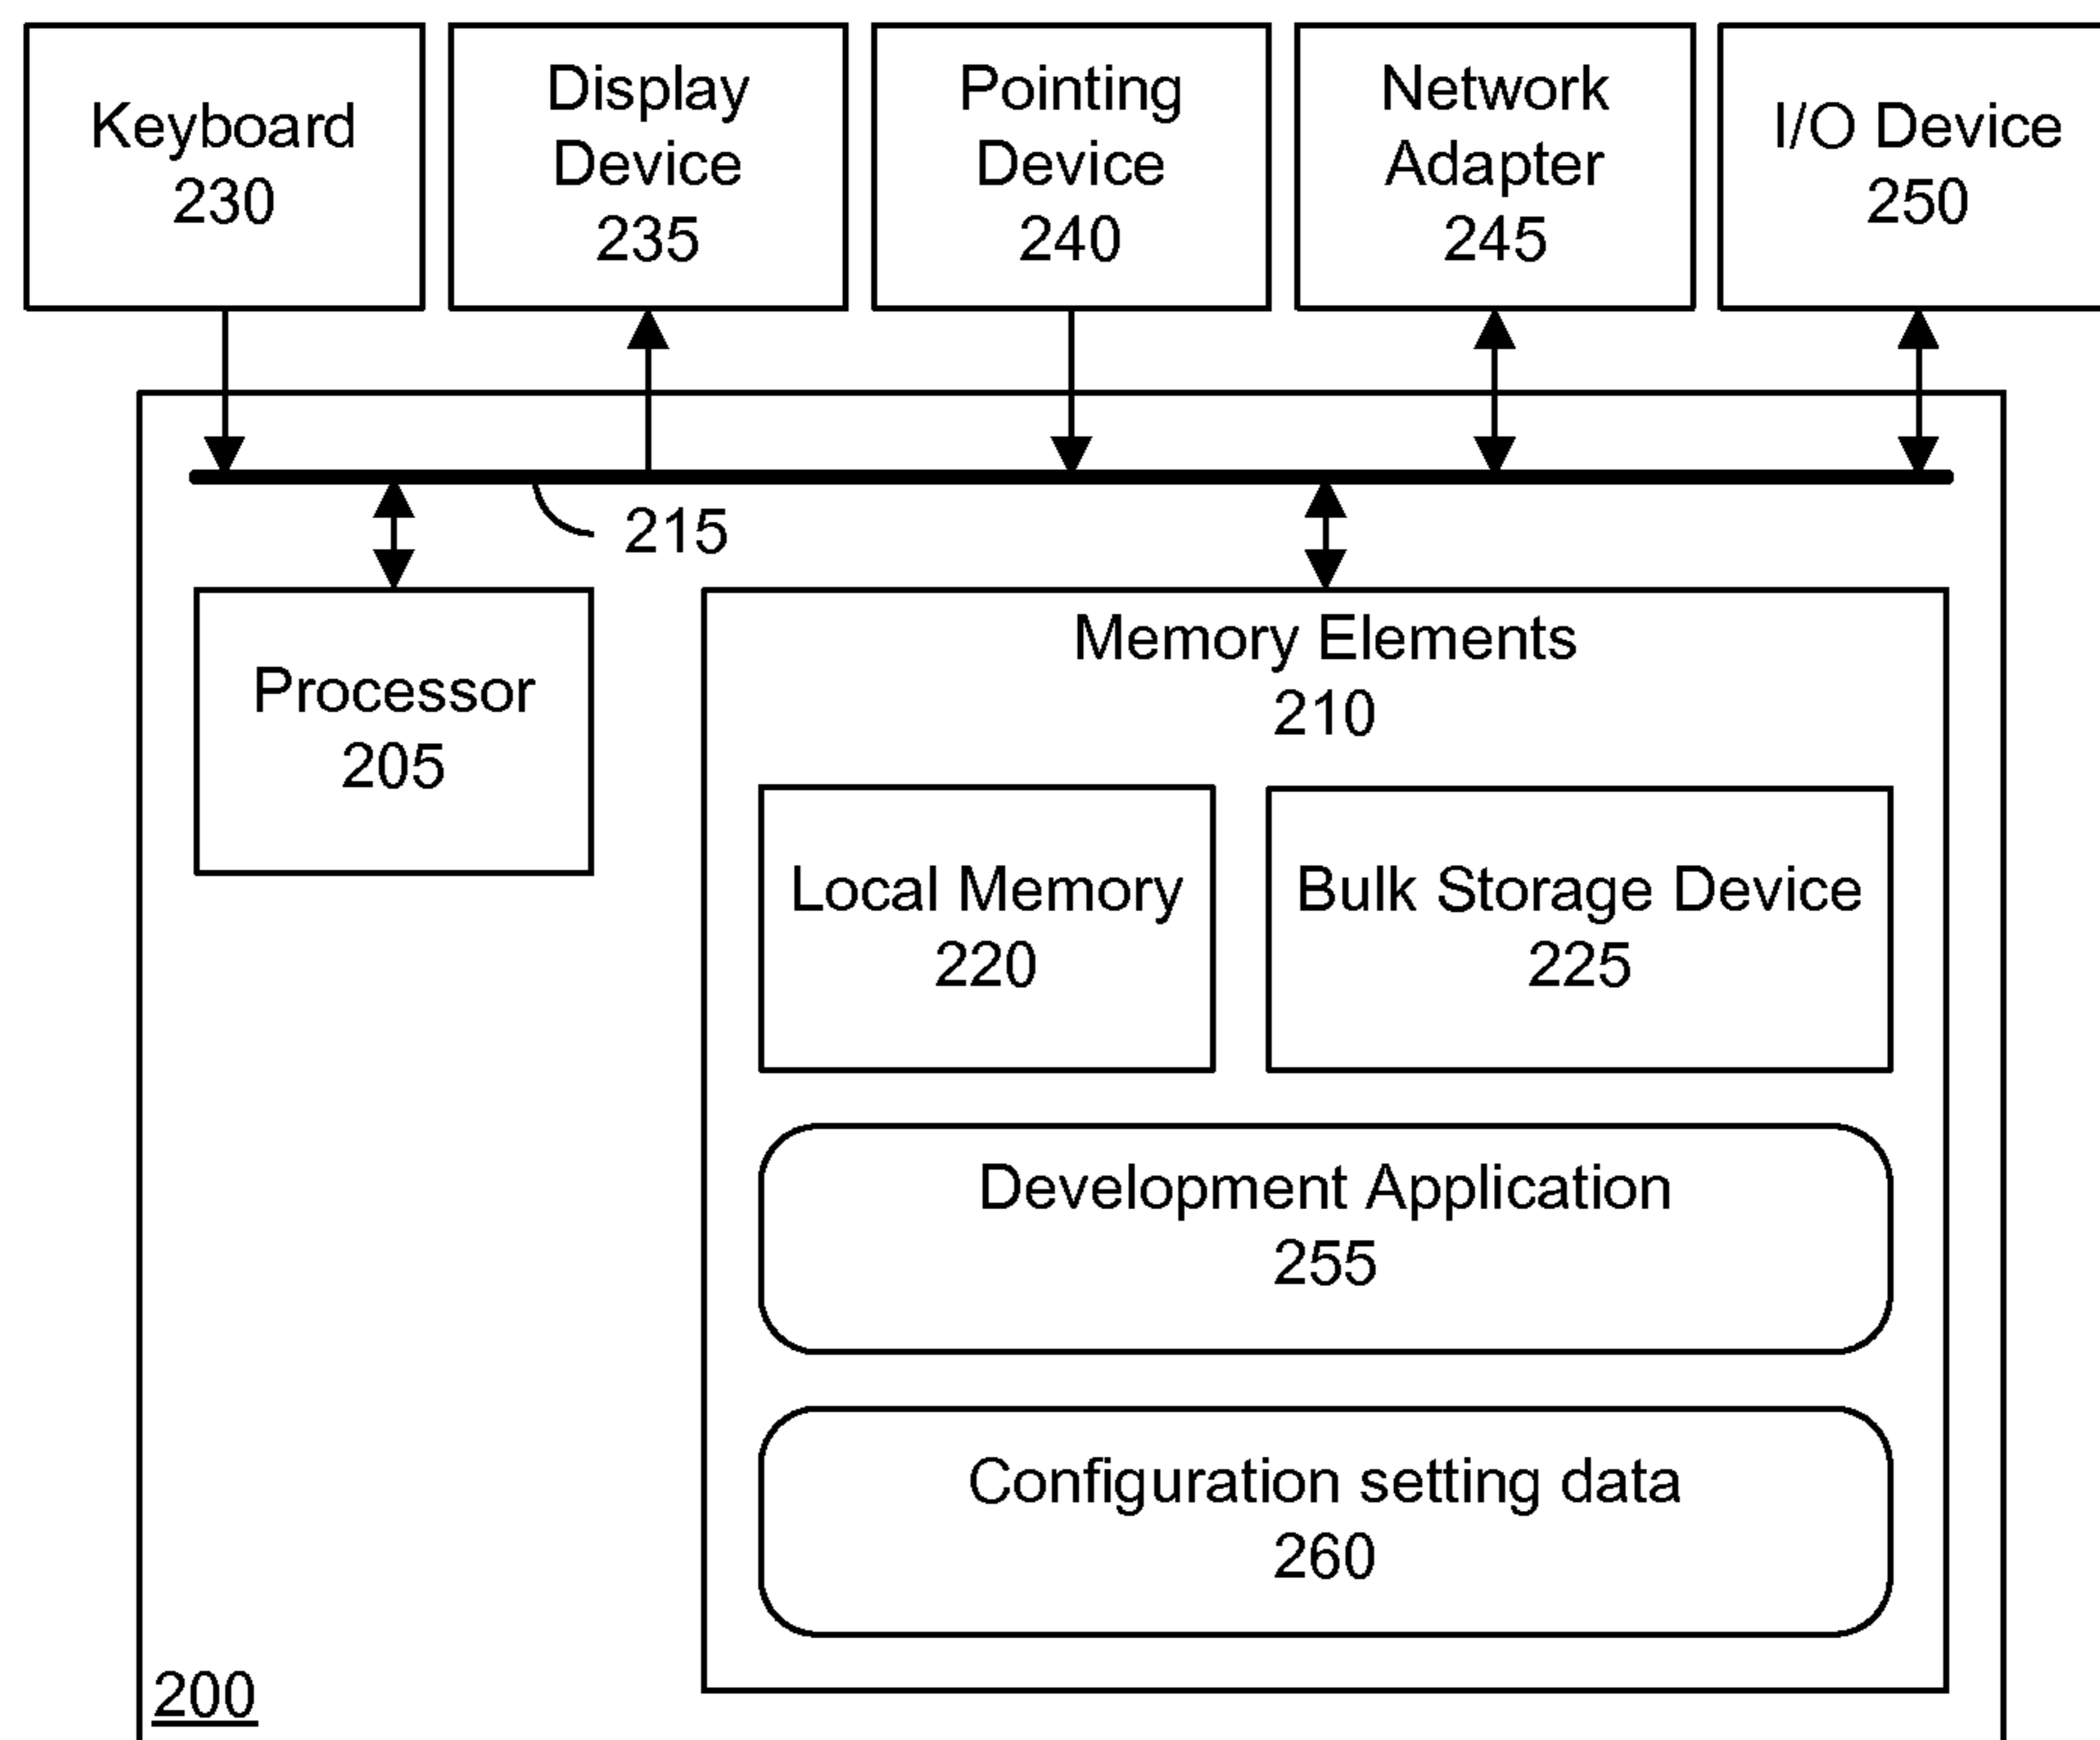 Keyboard
230
Display
Device
235
Pointing
Device
240
Network
Adapter
245
I/O Device
250
215
Processor
205
Memory Elements
210
Local Memory
220
Bulk Storage Device
225
Development Application
255
Configuration setting data
260
200